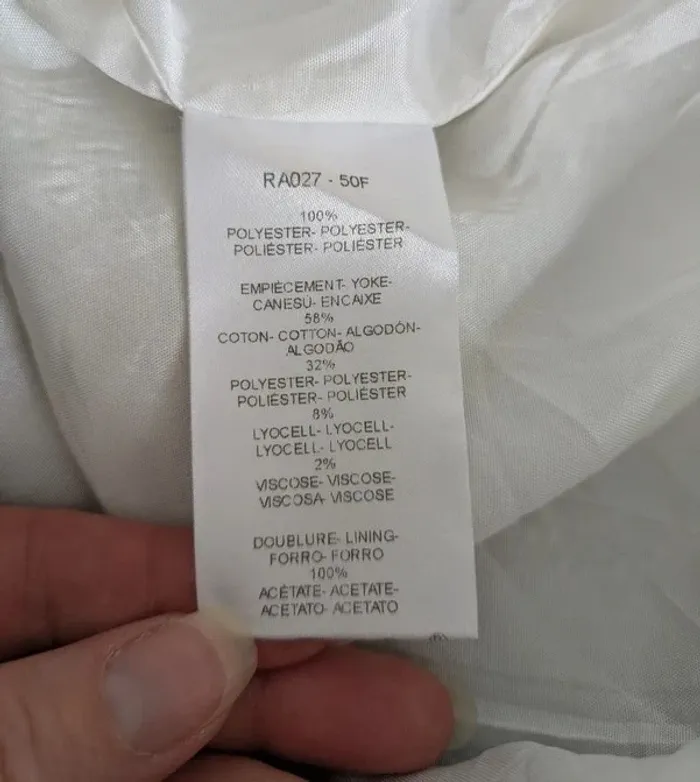 RA027 - 50F
100%
POLYESTER- POLYESTER-
POLIÉSTER- POLIÉSTER
EMPIÈCEMENT- YOKE-
CANESÚ- ENCAIXE
58%
COTON- COTTON- ALGODÓN-
ALGODÃO
32%
POLYESTER- POLYESTER-
POLIÉSTER- POLIÉSTER
8%
LYOCELL- LYOCELL-
LYOCELL- LYOCELL
2%
VISCOSE- VISCOSE-
VISCOSA- VISCOSE
DOUBLURE- LINING-
FORRO- FORRO
100%
ACÉTATE- ACETATE-
ACETATO- ACETATO